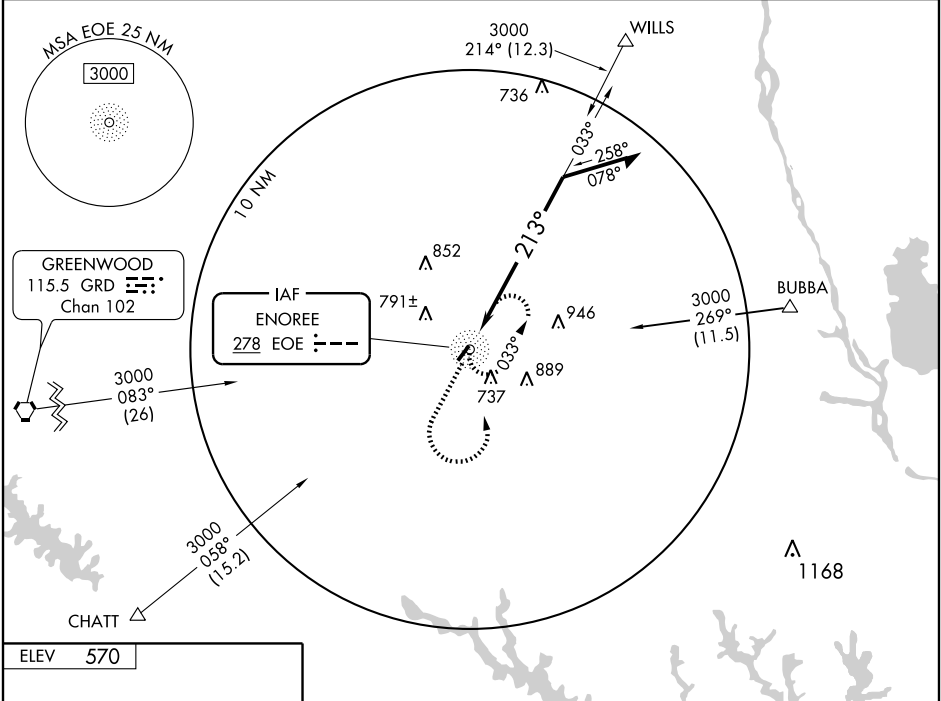 MSA EOE 25 NM
3000
3000
214° (12.3)
WILLS
736
033°
258°
078°
10 NM
213°
GREENWOOD
115.5 GRD
Chan 102
852
791±
IAF
ENOREE
278 EOE
946
BUBBA
3000
269°
(11.5)
033°
889
737
3000
083°
(26)
3000
058°
(15.2)
CHATT
1168
ELEV 570